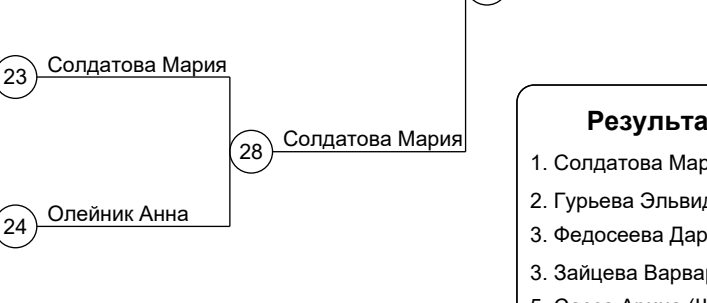 23 Солдатова Мария
28 Солдатова Мария
24 Олейник Анна
Результа
1. Солдатова Мар
2. Гурьева Эльвид
3. Федосеева Дар
3. Зайцева Варвар